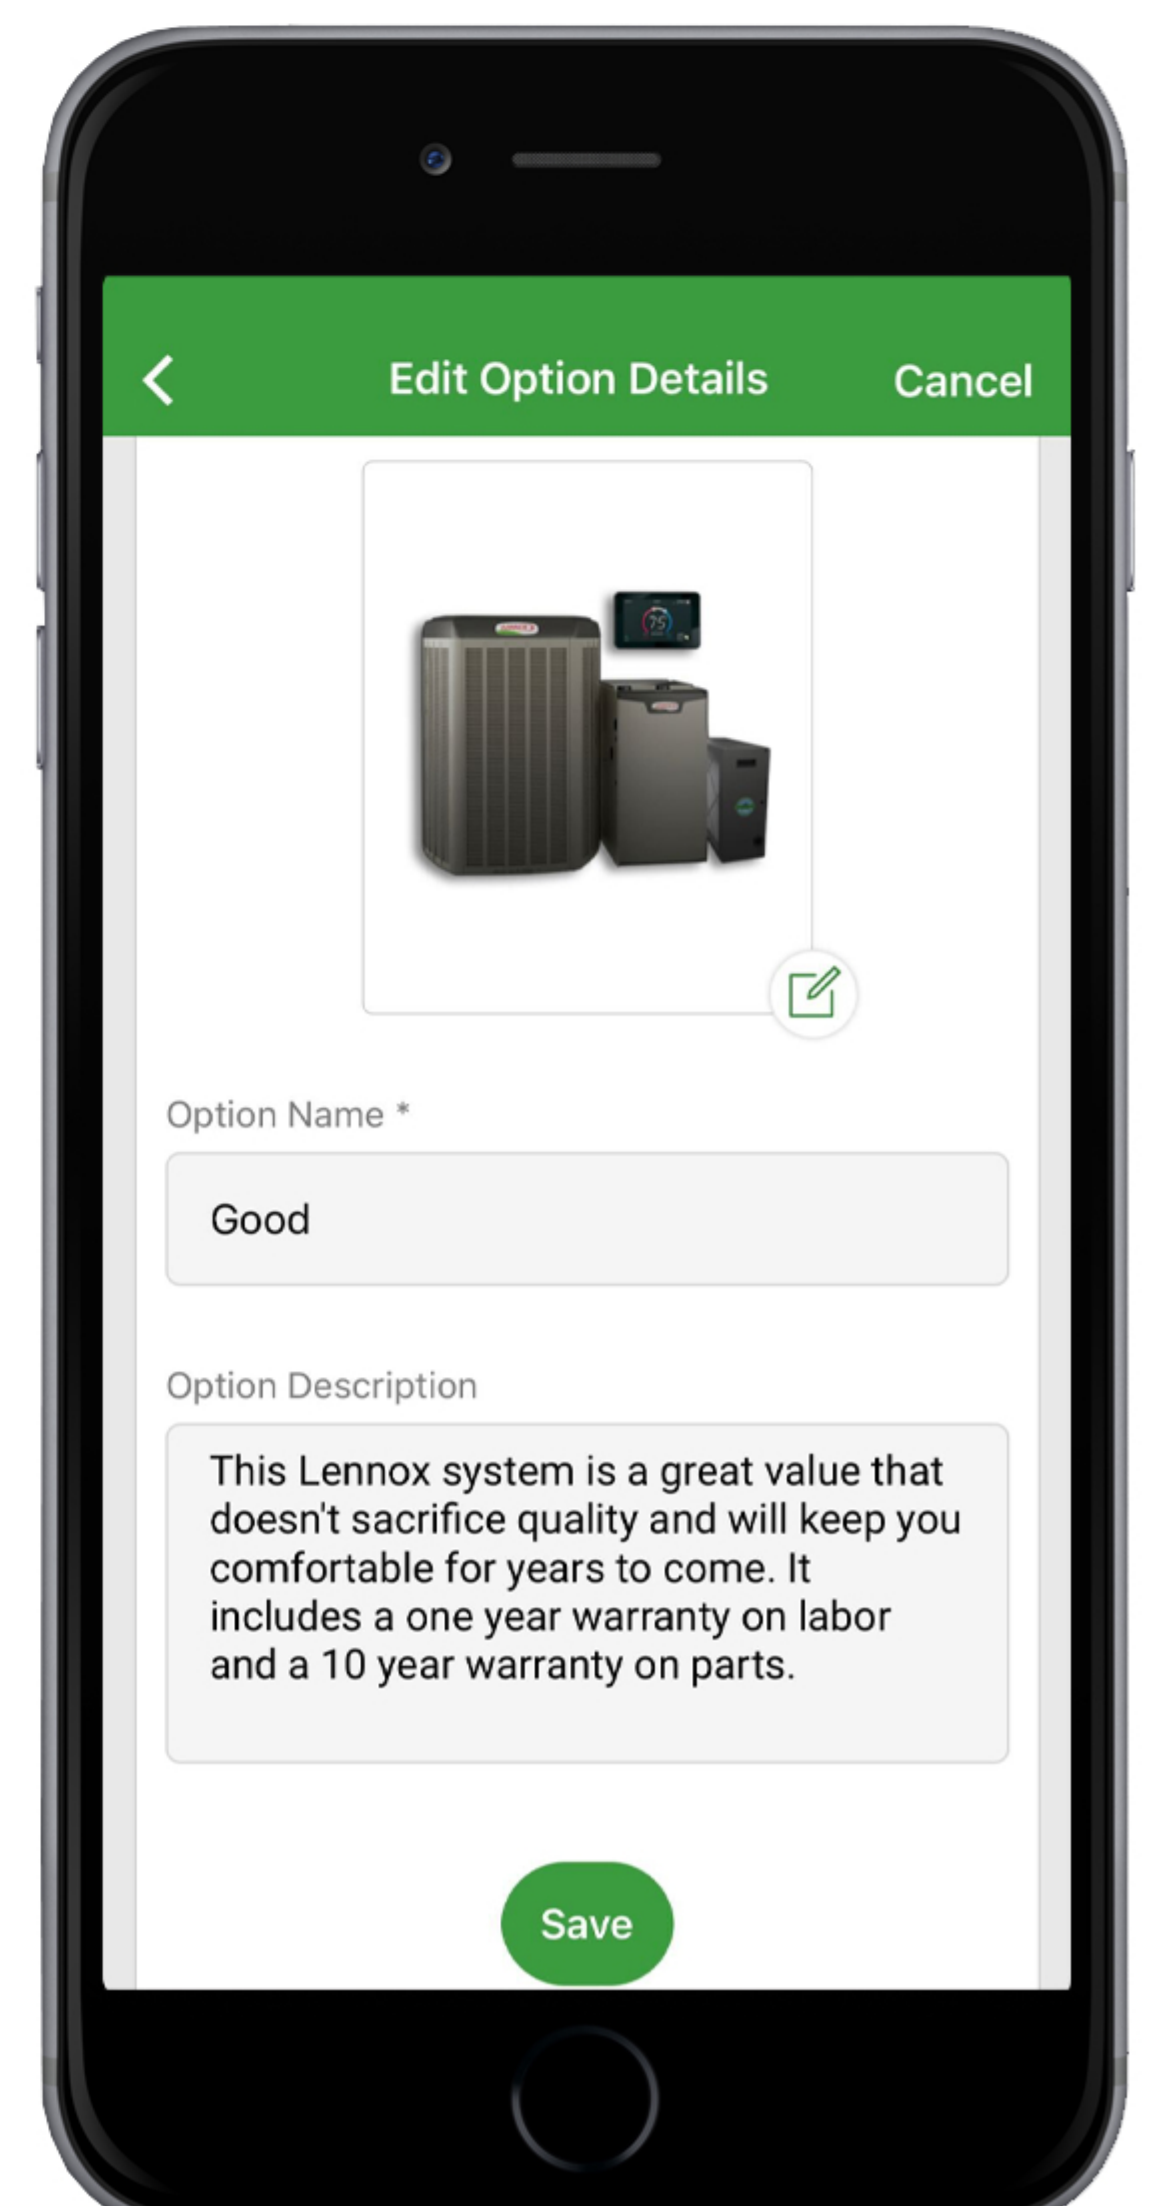 Edit Option Details
Cancel
75
Option Name *
Good
Option Description
This Lennox system is a great value that
doesn't sacrifice quality and will keep you
comfortable for years to come. It
includes a one year warranty on labor
and a 10 year warranty on parts.
Save